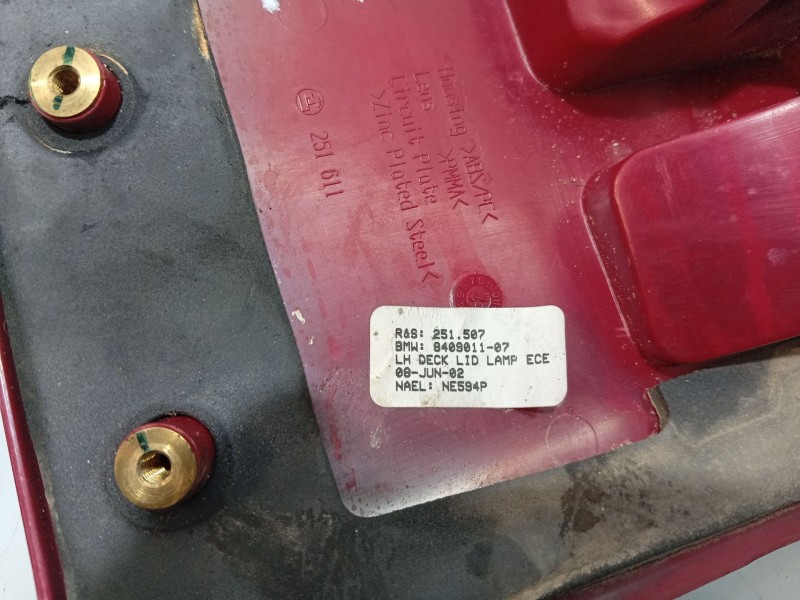 Housing >ABS/PC<
Lens >PMMA<
Circuit Plate
>Zinc Plated Steel<
251 611
R&S: 251.507
BMW: 8409011-07
LH DECK LID LAMP ECE
08-JUN-02
NAEL: NE594P